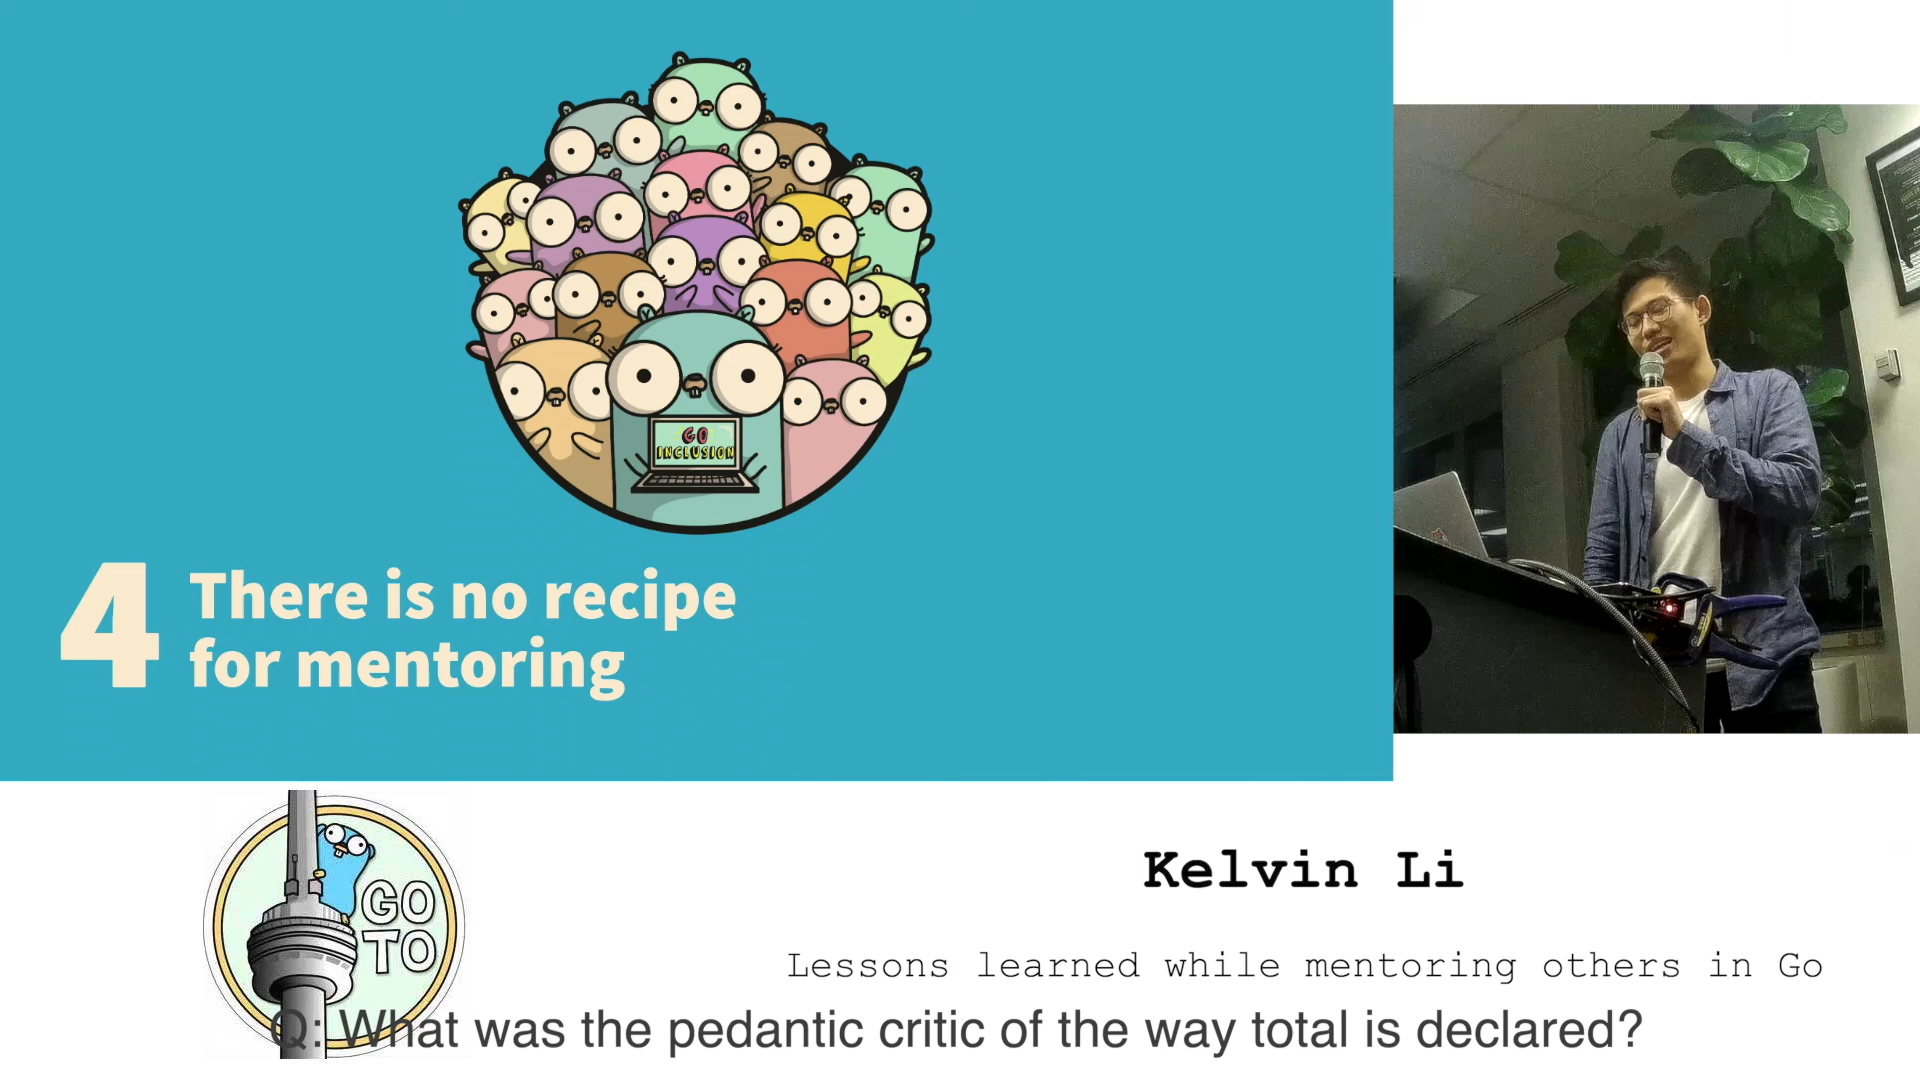 GO
INCLUSION
4
There is no recipe
for mentoring
GO
TO
Kelvin Li
Lessons learned while mentoring others in Go
Q: What was the pedantic critic of the way total is declared?